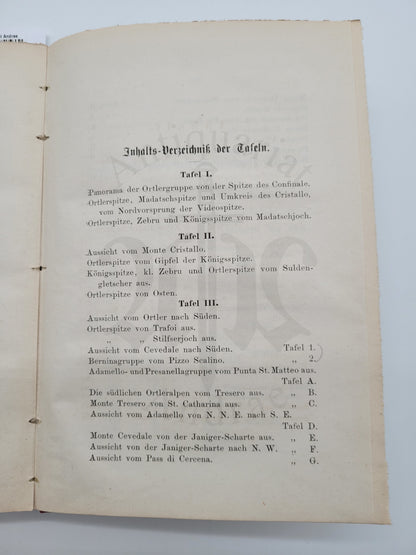 Inhalts-Verzeichniß der Tafeln.
Tafel I.
Panorama der Ortlergruppe von der Spitze des Confinale.
Ortlerspitze, Madatschspitze und Umkreis des Cristallo,
vom Nordvorsprung der Videospitze.
Ortlerspitze, Zebru und Königsspitze vom Madatschjoch.
Tafel II.
Aussicht vom Monte Cristallo.
Ortlerspitze vom Gipfel der Königsspitze.
Königsspitze, kl. Zebru und Ortlerspitze vom Sulden-
gletscher aus.
Ortlerspitze von Osten.
Tafel III.
Aussicht vom Ortler nach Süden.
Ortlerspitze von Trafoi aus.
„ „ Stilfserjoch aus.
Aussicht vom Cevedale nach Süden. Tafel 1.
Berninagruppe vom Pizzo Scalino. „ 2.
Adamello- und Presanellagruppe vom Punta St. Matteo aus.
Tafel A.
Die südlichen Ortleralpen vom Tresero aus. „ B.
Monte Tresero von St. Catharina aus. „ C.
Aussicht vom Adamello von N. N. E. nach S. E.
Tafel D.
Monte Cevedale von der Janiger-Scharte aus. „ E.
Aussicht von der Janiger-Scharte nach N. W. „ F.
Aussicht vom Pass di Cercena. „ G.
Antiquariat